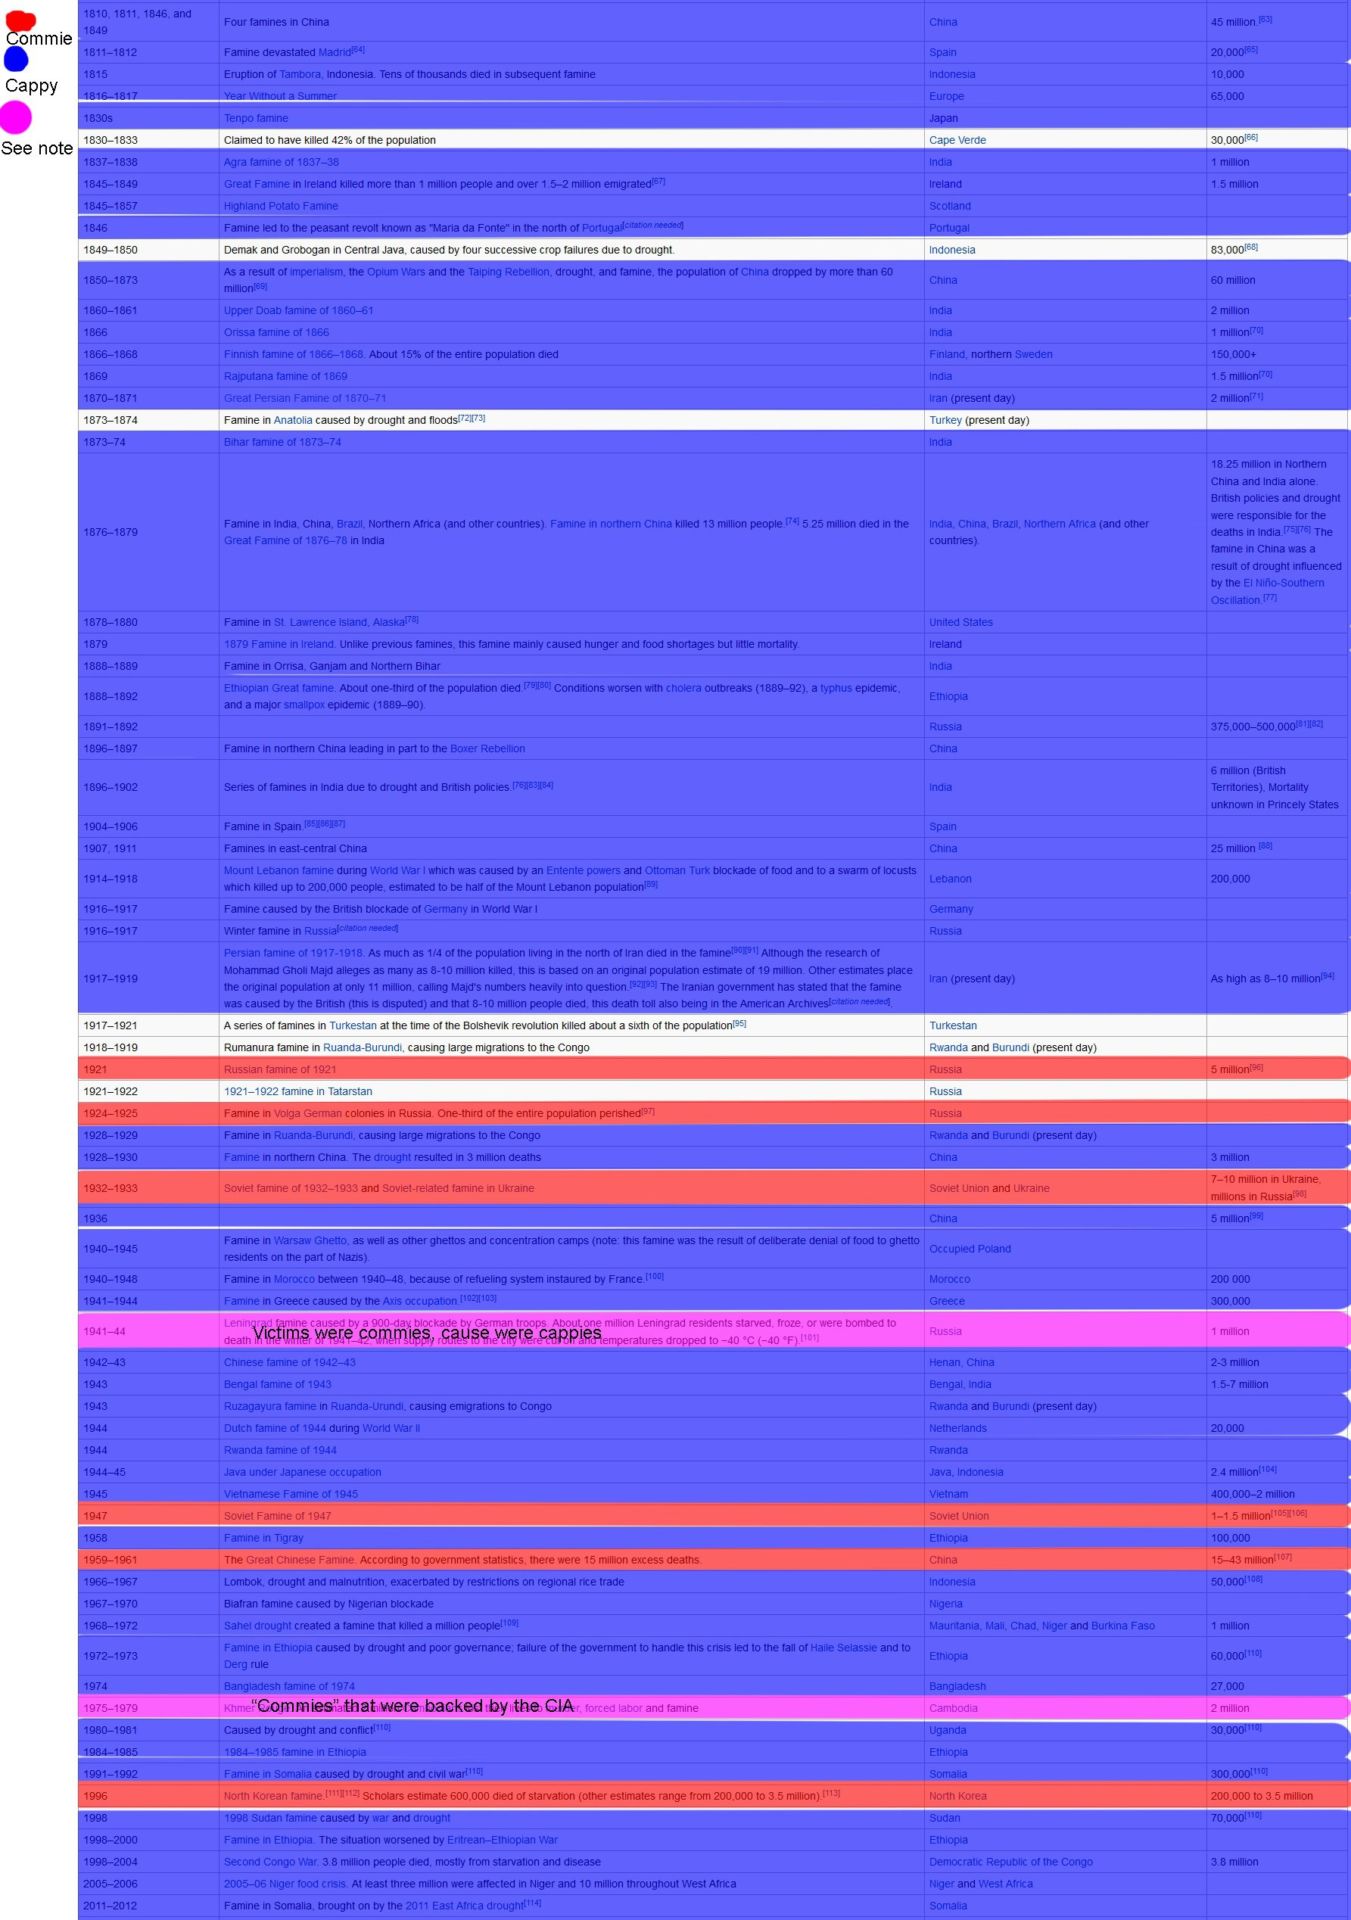 Commie
Cappy
See note
1810, 1811, 1846, and
1849
Four famines in China
China
45 million.[63]
1811–1812
Famine devastated Madrid[64]
Spain
20,000[65]
1815
Eruption of Tambora, Indonesia. Tens of thousands died in subsequent famine
Indonesia
10,000
1816–1817
Year Without a Summer
Europe
65,000
1830s
Tenpo famine
Japan
1830–1833
Claimed to have killed 42% of the population
Cape Verde
30,000[66]
1837–1838
Agra famine of 1837–38
India
1 million
1845–1849
Great Famine in Ireland killed more than 1 million people and over 1.5–2 million emigrated[67]
Ireland
1.5 million
1845–1857
Highland Potato Famine
Scotland
1846
Famine led to the peasant revolt known as "Maria da Fonte" in the north of Portugal[citation needed]
Portugal
1849–1850
Demak and Grobogan in Central Java, caused by four successive crop failures due to drought.
Indonesia
83,000[68]
1850–1873
As a result of imperialism, the Opium Wars and the Taiping Rebellion, drought, and famine, the population of China dropped by more than 60
million[69]
China
60 million
1860–1861
Upper Doab famine of 1860–61
India
2 million
1866
Orissa famine of 1866
India
1 million[70]
1866–1868
Finnish famine of 1866–1868. About 15% of the entire population died
Finland, northern Sweden
150,000+
1869
Rajputana famine of 1869
India
1.5 million[70]
1870–1871
Great Persian Famine of 1870–71
Iran (present day)
2 million[71]
1873–1874
Famine in Anatolia caused by drought and floods[72][73]
Turkey (present day)
1873–74
Bihar famine of 1873–74
India
1876–1879
Famine in India, China, Brazil, Northern Africa (and other countries). Famine in northern China killed 13 million people.[74] 5.25 million died in the
Great Famine of 1876–78 in India
India, China, Brazil, Northern Africa (and other
countries).
18.25 million in Northern
China and India alone.
British policies and drought
were responsible for the
deaths in India.[75][76] The
famine in China was a
result of drought influenced
by the El Niño-Southern
Oscillation.[77]
1878–1880
Famine in St. Lawrence Island, Alaska[78]
United States
1879
1879 Famine in Ireland. Unlike previous famines, this famine mainly caused hunger and food shortages but little mortality.
Ireland
1888–1889
Famine in Orrisa, Ganjam and Northern Bihar
India
1888–1892
Ethiopian Great famine. About one-third of the population died.[79][80] Conditions worsen with cholera outbreaks (1889–92), a typhus epidemic,
and a major smallpox epidemic (1889–90).
Ethiopia
1891–1892
Russia
375,000–500,000[81][82]
1896–1897
Famine in northern China leading in part to the Boxer Rebellion
China
1896–1902
Series of famines in India due to drought and British policies.[76][83][84]
India
6 million (British
Territories), Mortality
unknown in Princely States
1904–1906
Famine in Spain.[85][86][87]
Spain
1907, 1911
Famines in east-central China
China
25 million [88]
1914–1918
Mount Lebanon famine during World War I which was caused by an Entente powers and Ottoman Turk blockade of food and to a swarm of locusts
which killed up to 200,000 people, estimated to be half of the Mount Lebanon population[89]
Lebanon
200,000
1916–1917
Famine caused by the British blockade of Germany in World War I
Germany
1916–1917
Winter famine in Russia[citation needed]
Russia
1917–1919
Persian famine of 1917-1918. As much as 1/4 of the population living in the north of Iran died in the famine[90][91] Although the research of
Mohammad Gholi Majd alleges as many as 8-10 million killed, this is based on an original population estimate of 19 million. Other estimates place
the original population at only 11 million, calling Majd's numbers heavily into question.[92][93] The Iranian government has stated that the famine
was caused by the British (this is disputed) and that 8-10 million people died, this death toll also being in the American Archives[citation needed].
Iran (present day)
As high as 8–10 million[94]
1917–1921
A series of famines in Turkestan at the time of the Bolshevik revolution killed about a sixth of the population[95]
Turkestan
1918–1919
Rumanura famine in Ruanda-Burundi, causing large migrations to the Congo
Rwanda and Burundi (present day)
1921
Russian famine of 1921
Russia
5 million[96]
1921–1922
1921–1922 famine in Tatarstan
Russia
1924–1925
Famine in Volga German colonies in Russia. One-third of the entire population perished[97]
Russia
1928–1929
Famine in Ruanda-Burundi, causing large migrations to the Congo
Rwanda and Burundi (present day)
1928–1930
Famine in northern China. The drought resulted in 3 million deaths
China
3 million
1932–1933
Soviet famine of 1932–1933 and Soviet-related famine in Ukraine
Soviet Union and Ukraine
7–10 million in Ukraine,
millions in Russia[98]
1936
China
5 million[99]
1940–1945
Famine in Warsaw Ghetto, as well as other ghettos and concentration camps (note: this famine was the result of deliberate denial of food to ghetto
residents on the part of Nazis).
Occupied Poland
1940–1948
Famine in Morocco between 1940–48, because of refueling system instaured by France.[100]
Morocco
200 000
1941–1944
Famine in Greece caused by the Axis occupation.[102][103]
Greece
300,000
1941–44
Leningrad famine caused by a 900-day blockade by German troops. About one million Leningrad residents starved, froze, or were bombed to
Victims were commies, cause were cappies
death in the winter of 1941–42, when supply routes to the city were cut off and temperatures dropped to −40 °C (−40 °F).[101]
Russia
1 million
1942–43
Chinese famine of 1942–43
Henan, China
2-3 million
1943
Bengal famine of 1943
Bengal, India
1.5-7 million
1943
Ruzagayura famine in Ruanda-Urundi, causing emigrations to Congo
Rwanda and Burundi (present day)
1944
Dutch famine of 1944 during World War II
Netherlands
20,000
1944
Rwanda famine of 1944
Rwanda
1944–45
Java under Japanese occupation
Java, Indonesia
2.4 million[104]
1945
Vietnamese Famine of 1945
Vietnam
400,000–2 million
1947
Soviet Famine of 1947
Soviet Union
1–1.5 million[105][106]
1958
Famine in Tigray
Ethiopia
100,000
1959–1961
The Great Chinese Famine. According to government statistics, there were 15 million excess deaths.
China
15–43 million[107]
1966–1967
Lombok, drought and malnutrition, exacerbated by restrictions on regional rice trade
Indonesia
50,000[108]
1967–1970
Biafran famine caused by Nigerian blockade
Nigeria
1968–1972
Sahel drought created a famine that killed a million people[109]
Mauritania, Mali, Chad, Niger and Burkina Faso
1 million
1972–1973
Famine in Ethiopia caused by drought and poor governance; failure of the government to handle this crisis led to the fall of Haile Selassie and to
Derg rule
Ethiopia
60,000[110]
1974
Bangladesh famine of 1974
Bangladesh
27,000
1975–1979
"Commies" that were backed by the CIA
Khmer forced labor and famine
Cambodia
2 million
1980–1981
Caused by drought and conflict[110]
Uganda
30,000[110]
1984–1985
1984–1985 famine in Ethiopia
Ethiopia
1991–1992
Famine in Somalia caused by drought and civil war[110]
Somalia
300,000[110]
1996
North Korean famine.[111][112] Scholars estimate 600,000 died of starvation (other estimates range from 200,000 to 3.5 million).[113]
North Korea
200,000 to 3.5 million
1998
1998 Sudan famine caused by war and drought
Sudan
70,000[110]
1998–2000
Famine in Ethiopia. The situation worsened by Eritrean–Ethiopian War
Ethiopia
1998–2004
Second Congo War. 3.8 million people died, mostly from starvation and disease
Democratic Republic of the Congo
3.8 million
2005–2006
2005–06 Niger food crisis. At least three million were affected in Niger and 10 million throughout West Africa
Niger and West Africa
2011–2012
Famine in Somalia, brought on by the 2011 East Africa drought[114]
Somalia